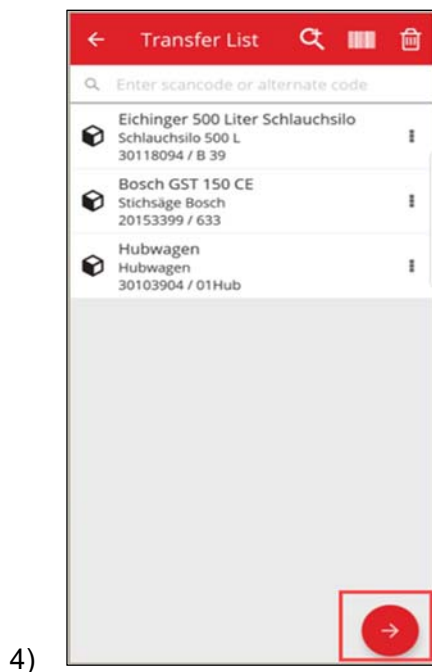 Transfer List
Enter scancode or alternate code
Eichinger 500 Liter Schlauchsilo
Schlauchsilo 500 L
30118094 / B 39
Bosch GST 150 CE
Stichsäge Bosch
20153399 / 633
Hubwagen
Hubwagen
30103904 / 01Hub
4)